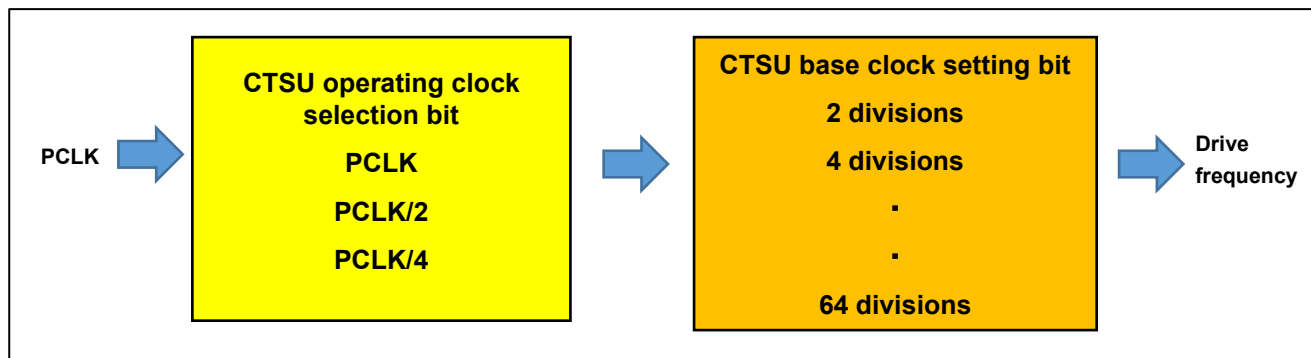 PCLK
CTSU operating clock
selection bit
PCLK
PCLK/2
PCLK/4
CTSU base clock setting bit
2 divisions
4 divisions
.
.
64 divisions
Drive
frequency